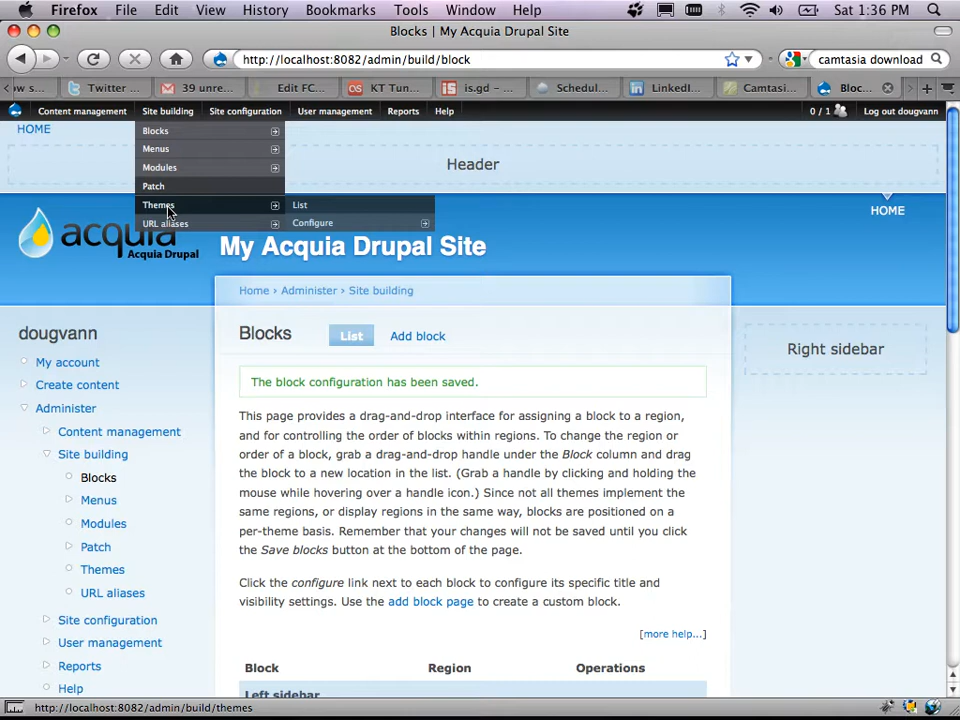 Firefox File Edit View History Bookmarks Tools Window Help Sat 1:36 PM
Blocks | My Acquia Drupal Site
http://localhost:8082/admin/build/block
camtasia download
ow s... Twitter ... 39 unre... Edit FC... KT Tun... is.gd - ... Schedul... LinkedI... Camtasi... Bloc...
Content management Site building Site configuration User management Reports Help 0 / 1 Log out dougvann
HOME
Blocks
Menus
Modules
Patch
Themes List
URL aliases Configure
Header
HOME
acquia
Acquia Drupal
My Acquia Drupal Site
Home › Administer › Site building
dougvann
My account
Create content
Administer
Content management
Site building
Blocks
Menus
Modules
Patch
Themes
URL aliases
Site configuration
User management
Reports
Help
Blocks List Add block
The block configuration has been saved.
This page provides a drag-and-drop interface for assigning a block to a region,
and for controlling the order of blocks within regions. To change the region or
order of a block, grab a drag-and-drop handle under the Block column and drag
the block to a new location in the list. (Grab a handle by clicking and holding the
mouse while hovering over a handle icon.) Since not all themes implement the
same regions, or display regions in the same way, blocks are positioned on a
per-theme basis. Remember that your changes will not be saved until you click
the Save blocks button at the bottom of the page.
Click the configure link next to each block to configure its specific title and
visibility settings. Use the add block page to create a custom block.
[more help...]
Block Region Operations
Left sidebar
Right sidebar
http://localhost:8082/admin/build/themes